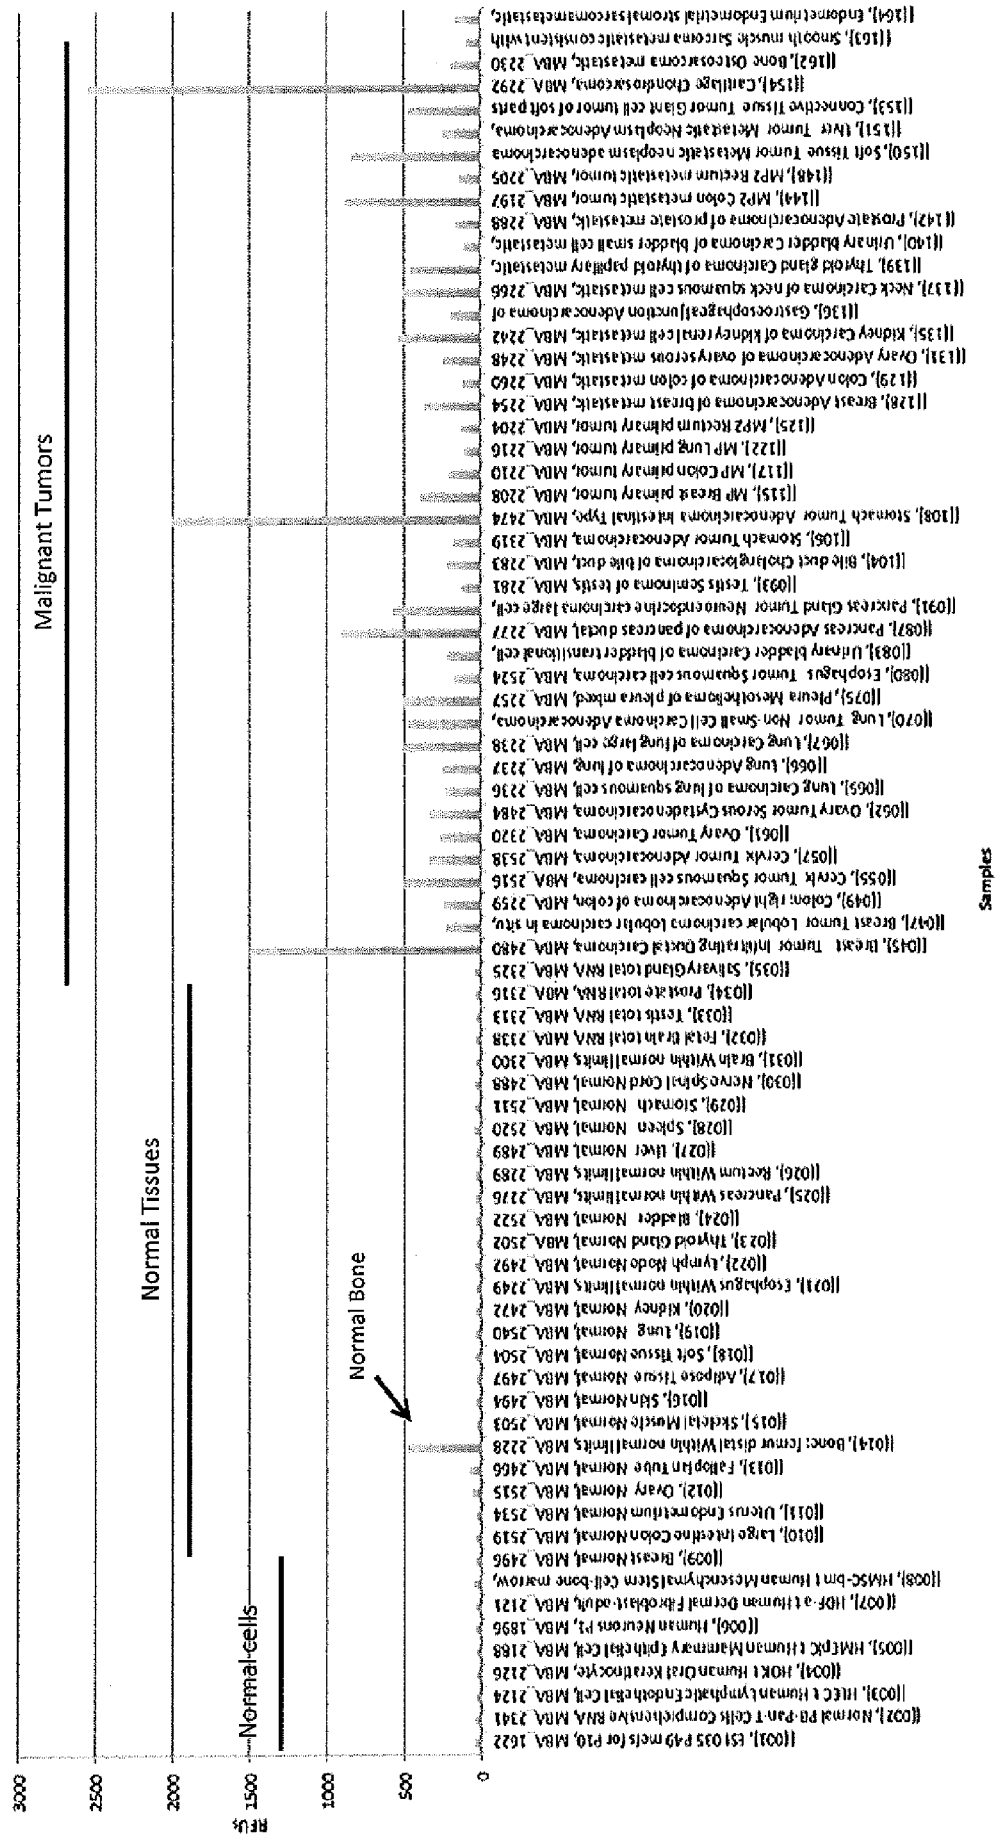 RFUs
3000
2500
2000
1500
1000
500
0
Normal cells
Normal Tissues
Malignant Tumors
Normal Bone
[(001], ESI 035 P49 P10, for mels MBA_1622
[(002], Normal PB-Pan-T-Cells Comprehensive RNA, MBA_2341
[(003], HLEC t Human Lymphatic Endothelial Cell, MBA_2124
[(004], HOK t Human Oral Keratinocyte, MBA_2126
[(005], HMEpiC t Human Mammary Epithelial Cell, MBA_2188
[(006], Human Neurons P1, MBA_1896
[(007], HDF-a t Human Dermal Fibroblast-adult, MBA_2121
[(008], HMSC-bm t Human Mesenchymal Stem Cell-bone marrow,
[(009], Breast Normal, MBA_2496
[(010], Large Intestine Colon Normal, MBA_2519
[(011], Uterus Endometrium Normal, MBA_2534
[(012], Ovary Normal, MBA_2515
[(013], Fallopian Tube Normal, MBA_2466
[(014], Bone: femur distal Within normal limits, MBA_2228
[(015], Skeletal Muscle Normal, MBA_2503
[(016], Skin Normal, MBA_2494
[(017], Adipose Tissue Normal, MBA_2497
[(018], Soft Tissue Normal, MBA_2504
[(019], Lung Normal, MBA_2540
[(020], Kidney Normal, MBA_2472
[(021], Esophagus Within normal limits, MBA_2249
[(022], Lymph Node Normal, MBA_2492
[(023], Thyroid Gland Normal, MBA_2502
[(024], Bladder Normal, MBA_2522
[(025], Pancreas Within normal limits, MBA_2276
[(026], Rectum Within normal limits, MBA_2289
[(027], Liver Normal, MBA_2489
[(028], Spleen Normal, MBA_2520
[(029], Stomach Normal, MBA_2511
[(030], Nerve Spinal Cord Normal, MBA_2488
[(031], Brain Within normal limits, MBA_2300
[(032], Fetal Brain total RNA, MBA_2338
[(033], Testis total RNA, MBA_2313
[(034], Prostate total RNA, MBA_2316
[(035], Salivary Gland total RNA, MBA_2325
[(045], Breast Tumor Infiltrating Ductal Carcinoma, MBA_2480
[(047], Breast Tumor Lobular carcinoma lobular carcinoma in situ,
[(049], Colon: right Adenocarcinoma of colon, MBA_2259
[(055], Cervix Tumor Squamous cell carcinoma, MBA_2516
[(057], Cervix Tumor Adenocarcinoma, MBA_2538
[(061], Ovary Tumor Carcinoma, MBA_2320
[(062], Ovary Tumor Serous Cystadenocarcinoma, MBA_2484
[(065], Lung Carcinoma of lung squamous cell, MBA_2236
[(066], Lung Adenocarcinoma of lung, MBA_2237
[(067], Lung Carcinoma of lung large cell, MBA_2238
[(070], Lung Tumor Non-Small Cell Carcinoma Adenocarcinoma,
[(075], Pleura Mesothelioma of pleura mixed, MBA_2257
[(080], Esophagus Tumor Squamous cell carcinoma, MBA_2524
[(083], Urinary bladder Carcinoma of bladder transitional cell,
[(087], Pancreas Adenocarcinoma of pancreas ductal, MBA_2277
[(091], Pancreas Gland Tumor Neuroendocrine carcinoma large cell,
[(093], Testis Seminoma of testis, MBA_2281
[(104], Bile duct Cholangiocarcinoma of bile duct, MBA_2283
[(106], Stomach Tumor Adenocarcinoma, MBA_2319
[(108], Stomach Tumor Adenocarcinoma Intestinal Type, MBA_2474
[(115], MP Breast primary tumor, MBA_2208
[(117], MP Colon primary tumor, MBA_2210
[(122], MP Lung primary tumor, MBA_2216
[(125], MP2 Rectum primary tumor, MBA_2204
[(128], Breast Adenocarcinoma of breast metastatic, MBA_2254
[(129], Colon Adenocarcinoma of colon metastatic, MBA_2260
[(131], Ovary Adenocarcinoma of ovary serous metastatic, MBA_2248
[(135], Kidney Carcinoma of kidney renal cell metastatic, MBA_2242
[(136], Gastroesophageal junction Adenocarcinoma of
[(137], Neck Carcinoma of neck squamous cell metastatic, MBA_2266
[(139], Thyroid gland Carcinoma of thyroid papillary metastatic,
[(140], Urinary bladder Carcinoma of bladder small cell metastatic,
[(142], Prostate Adenocarcinoma of prostate metastatic, MBA_2288
[(144], MP2 Colon metastatic tumor, MBA_2197
[(148], MP2 Rectum metastatic tumor, MBA_2205
[(150], Soft Tissue Tumor Metastatic neoplasm adenocarcinoma
[(151], Liver Tumor Metastatic Neoplasm Adenocarcinoma,
[(153], Connective Tissue Tumor Giant cell tumor of soft parts
[(154], Cartilage Chondrosarcoma, MBA_2292
[(162], Bone Osteosarcoma metastatic, MBA_2230
[(163], Smooth muscle Sarcoma metastatic consistent with
[(164], Endometrium Endometrial stromal sarcoma metastatic,
Samples